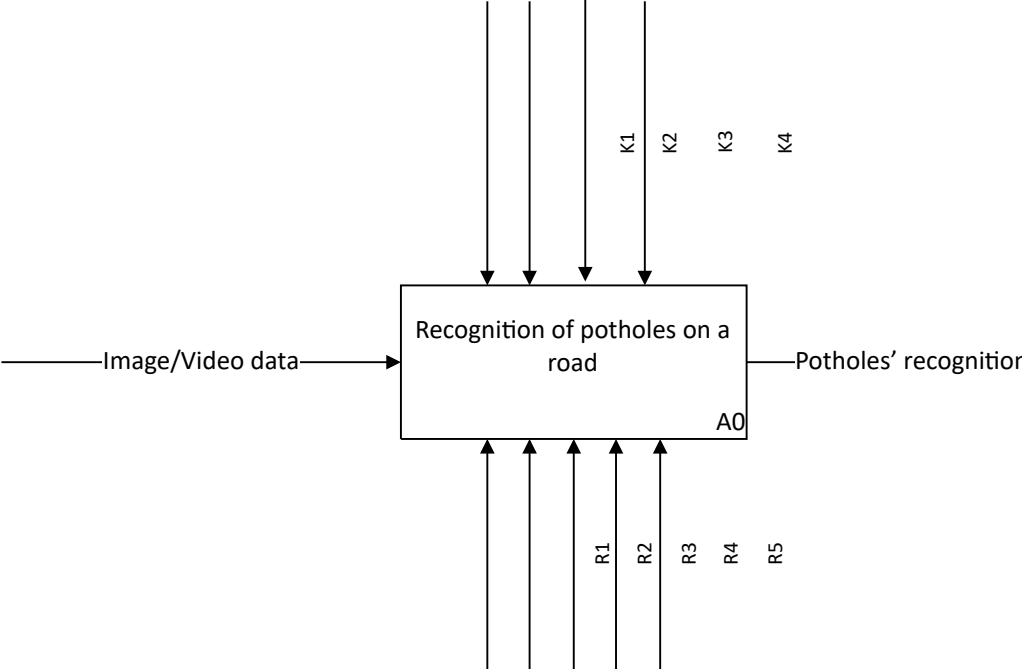 K1
K2
K3
K4
Recognition of potholes on a
road
Image/Video data
Potholes’ recognition
A0
R1
R2
R3
R4
R5